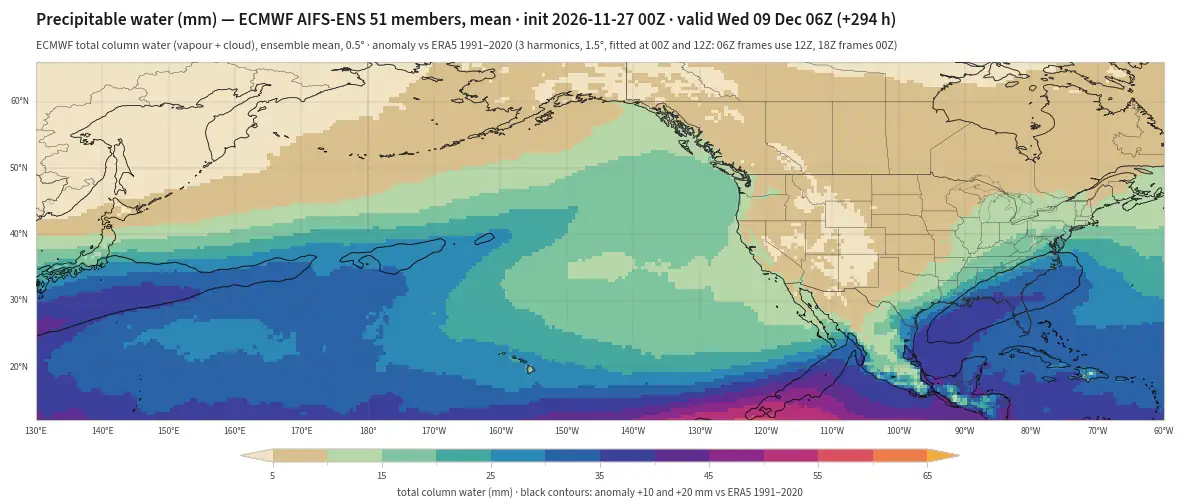 Precipitable water (mm) — ECMWF AIFS-ENS 51 members, mean · init 2026-11-27 00Z · valid Wed 09 Dec 06Z (+294 h)
ECMWF total column water (vapour + cloud), ensemble mean, 0.5° · anomaly vs ERA5 1991–2020 (3 harmonics, 1.5°, fitted at 00Z and 12Z: 06Z frames use 12Z, 18Z frames 00Z)
60°N
50°N
40°N
30°N
20°N
130°E 140°E 150°E 160°E 170°E 180° 170°W 160°W 150°W 140°W 130°W 120°W 110°W 100°W 90°W 80°W 70°W 60°W
5 15 25 35 45 55 65
total column water (mm) · black contours: anomaly +10 and +20 mm vs ERA5 1991–2020